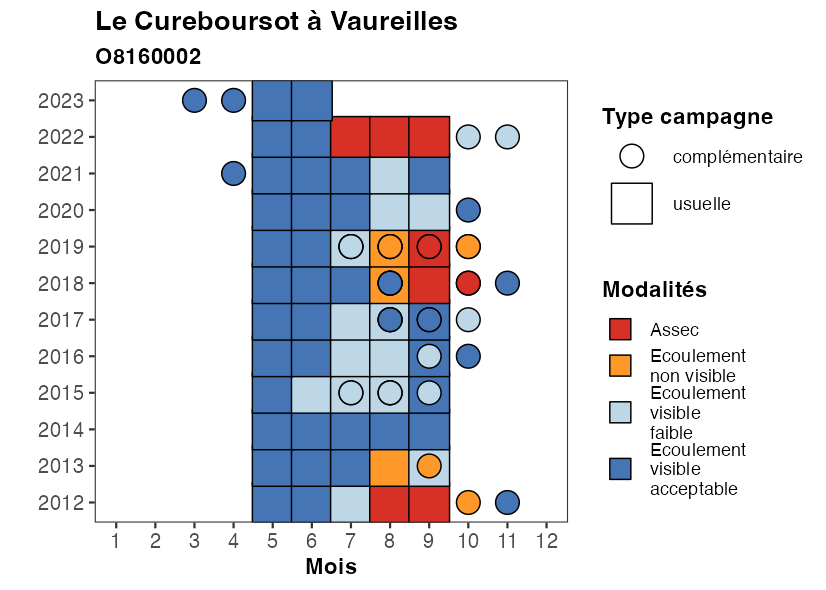 Le Cureboursot à Vaureilles
O8160002
2023
2022
2021
2020
2019
2018
2017
2016
2015
2014
2013
2012
1 2 3 4 5 6 7 8 9 10 11 12
Mois
Type campagne
complémentaire
usuelle
Modalités
Assec
Ecoulement
non visible
Ecoulement
visible
faible
Ecoulement
visible
acceptable